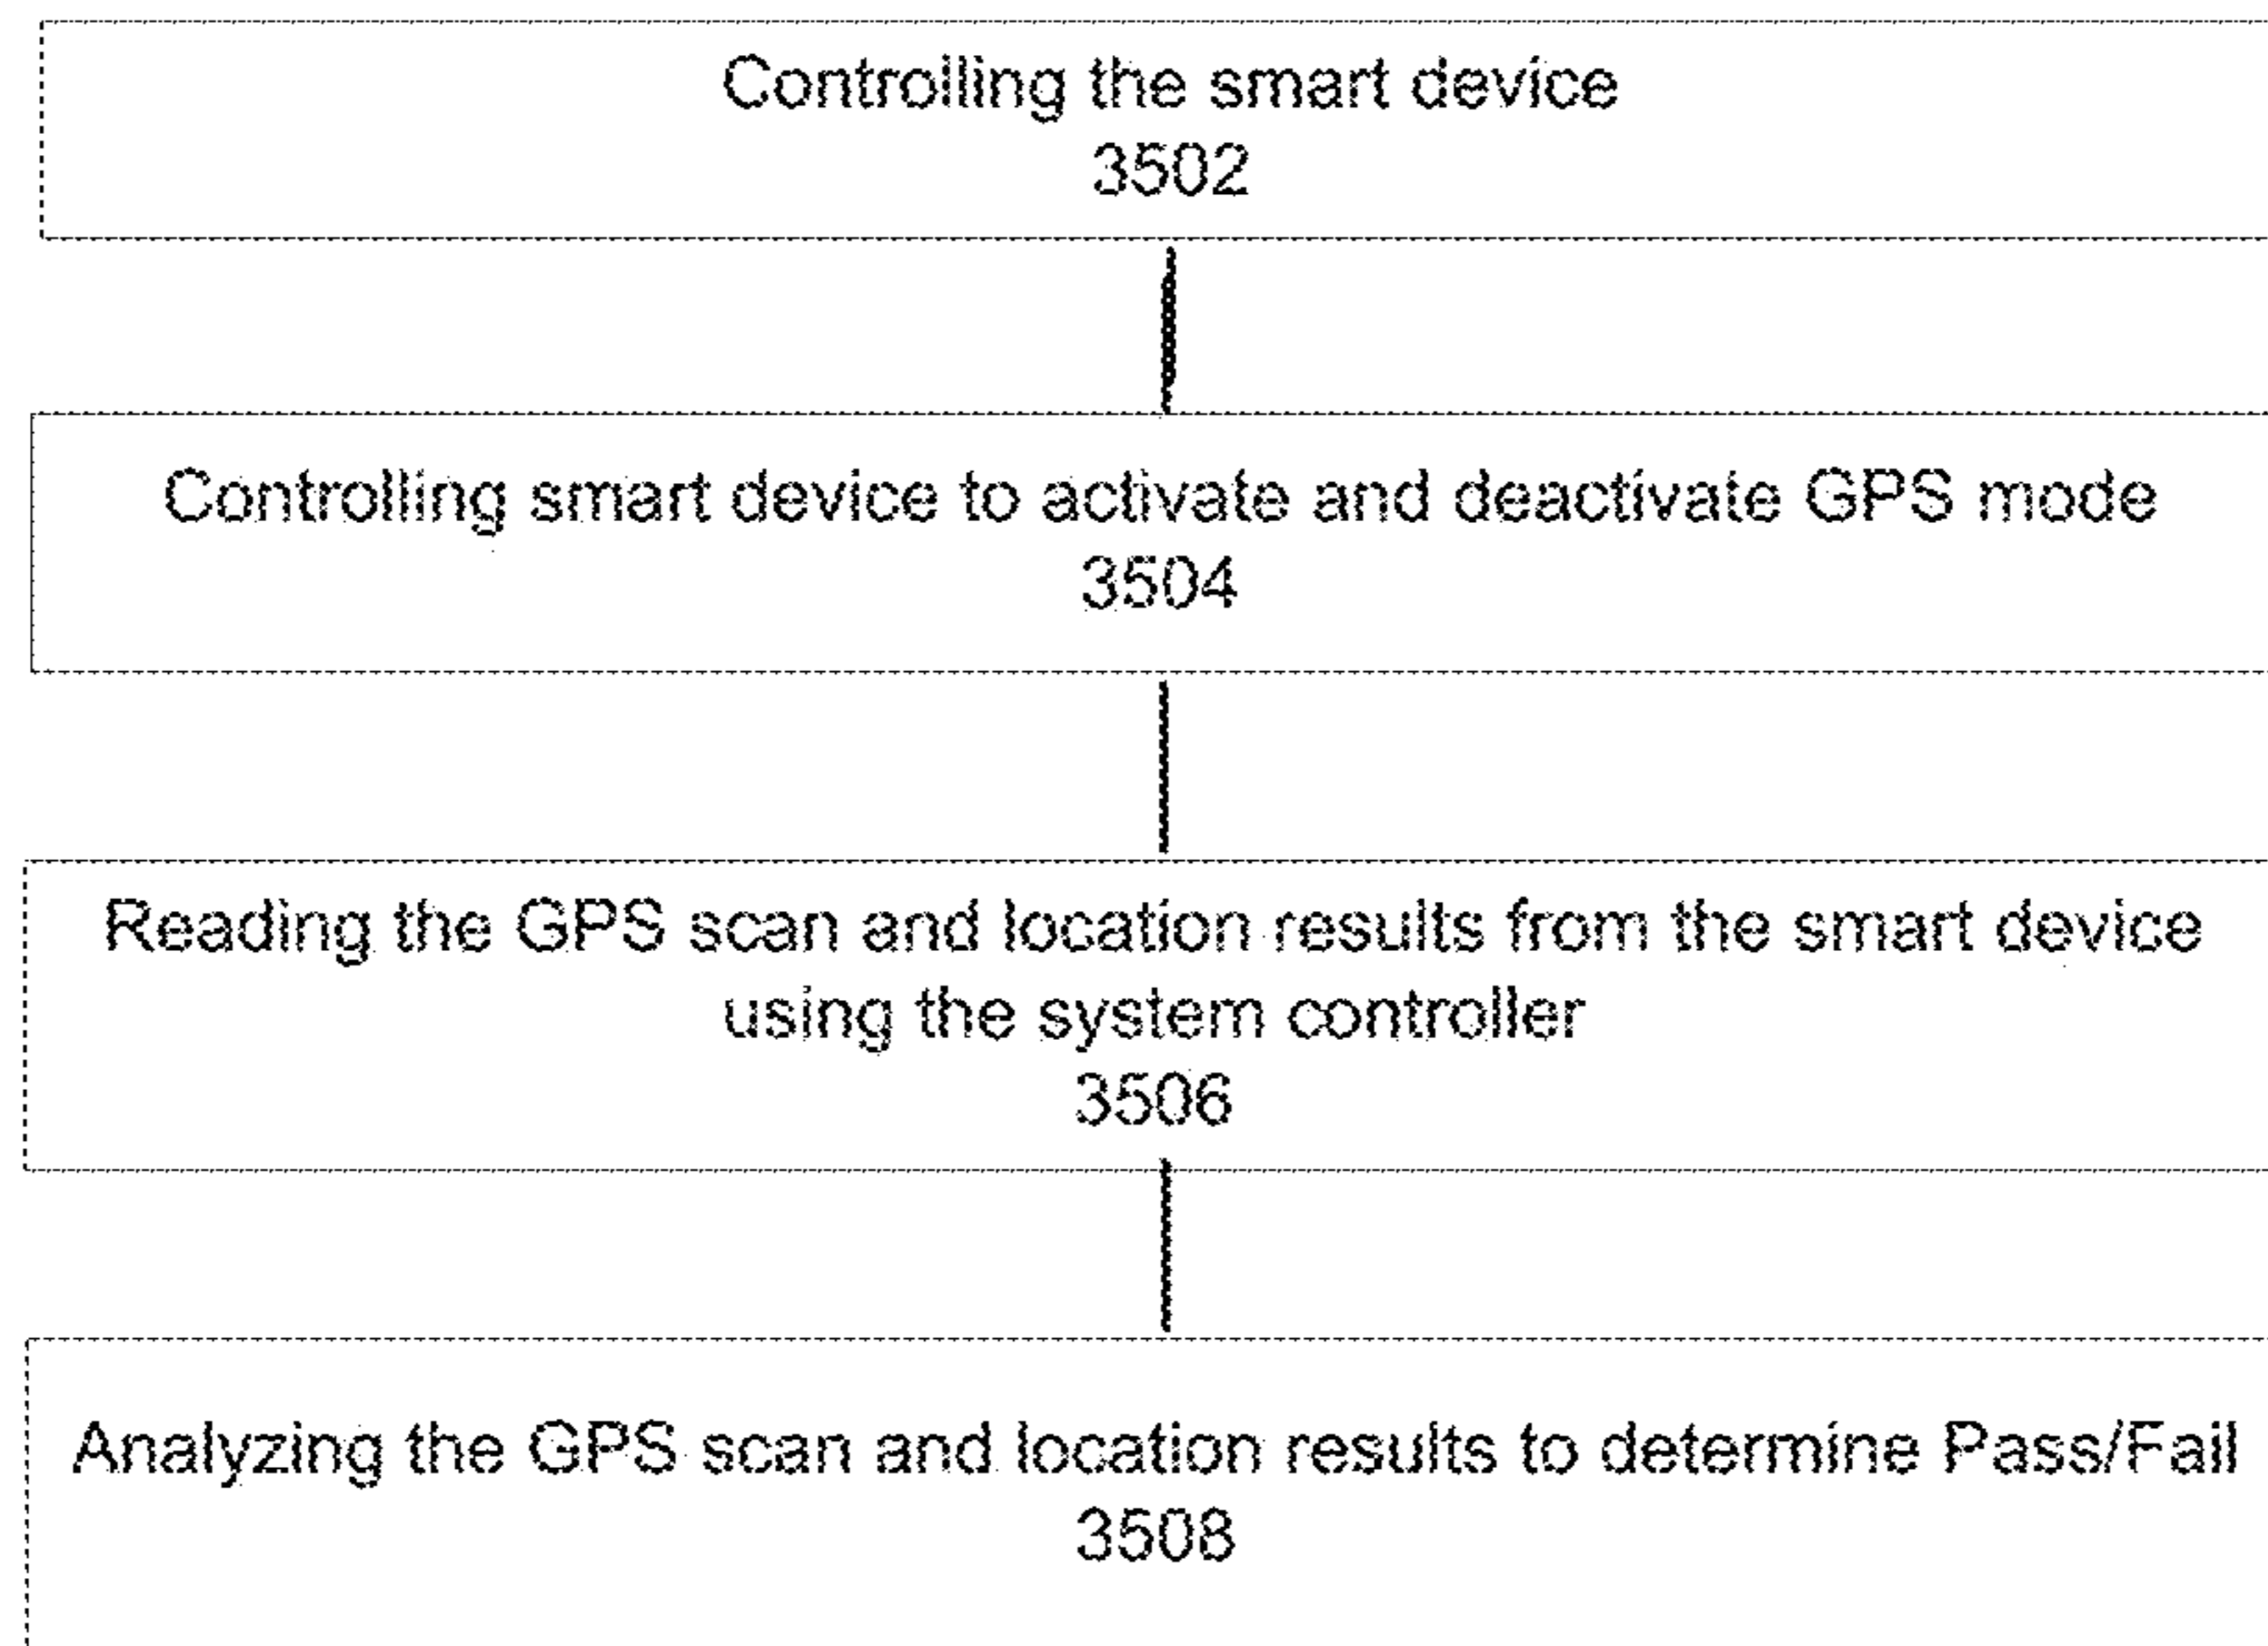 Controlling the smart device
3502
Controlling smart device to activate and deactivate GPS mode
3504
Reading the GPS scan and location results from the smart device
using the system controller
3506
Analyzing the GPS scan and location results to determine Pass/Fail
3508